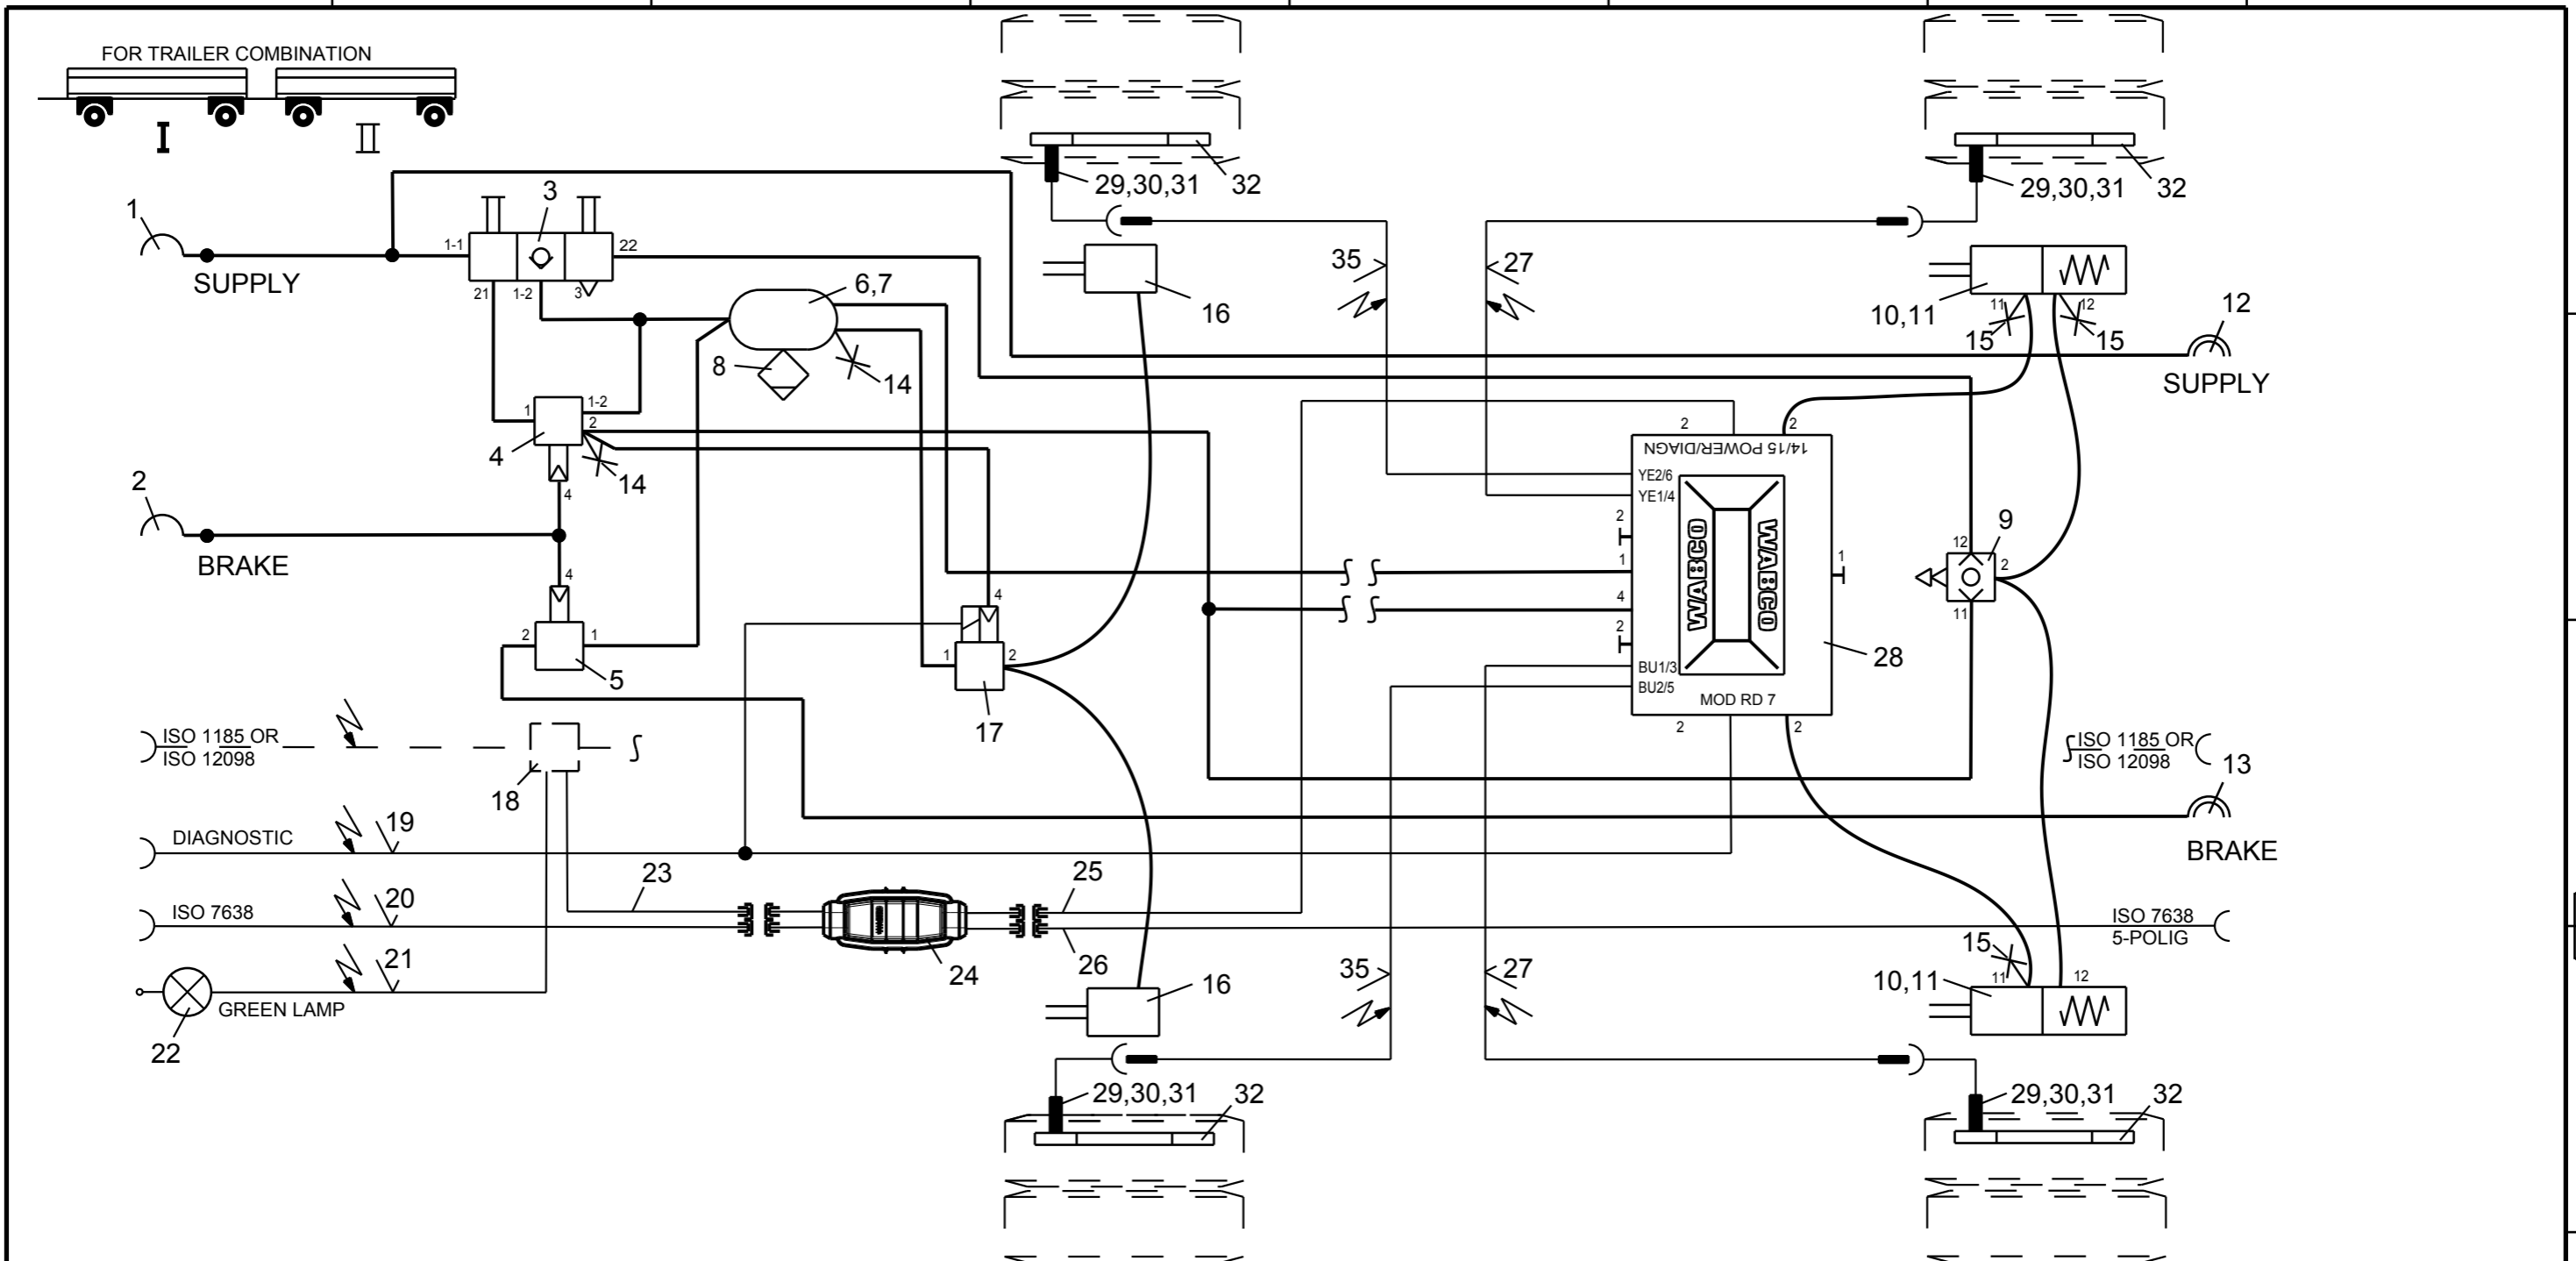 FOR TRAILER COMBINATION
I II
1 SUPPLY
3
1-1 22
21 1-2 3
6,7
8
14
1 1-2
2
4
14
4
2 BRAKE
4
2 1
5
29,30,31 32
16
35
27
29,30,31 32
10,11
11 12
15 15
12
SUPPLY
2 2
14/15 POWER/DIAGN
YE2/6
YE1/4
2
1
4
2
BU1/3
BU2/5
WABCO WABCO
1
MOD RD 7
2 2
28
9
12
2
11
4
1 2
17
ISO 1185 OR
ISO 12098
18
DIAGNOSTIC
19
ISO 7638
20
21
GREEN LAMP
22
23
24
25
26
ISO 1185 OR
ISO 12098
13
BRAKE
ISO 7638
5-POLIG
16
35
27
15
11 12
10,11
29,30,31 32
29,30,31 32